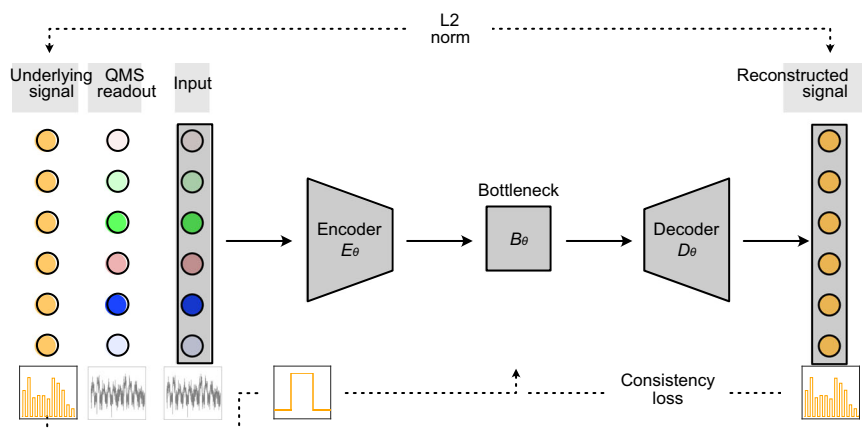 L2
norm
Underlying
signal
QMS
readout
Input
Reconstructed
signal
Bottleneck
Encoder
Eθ
Bθ
Decoder
Dθ
Consistency
loss